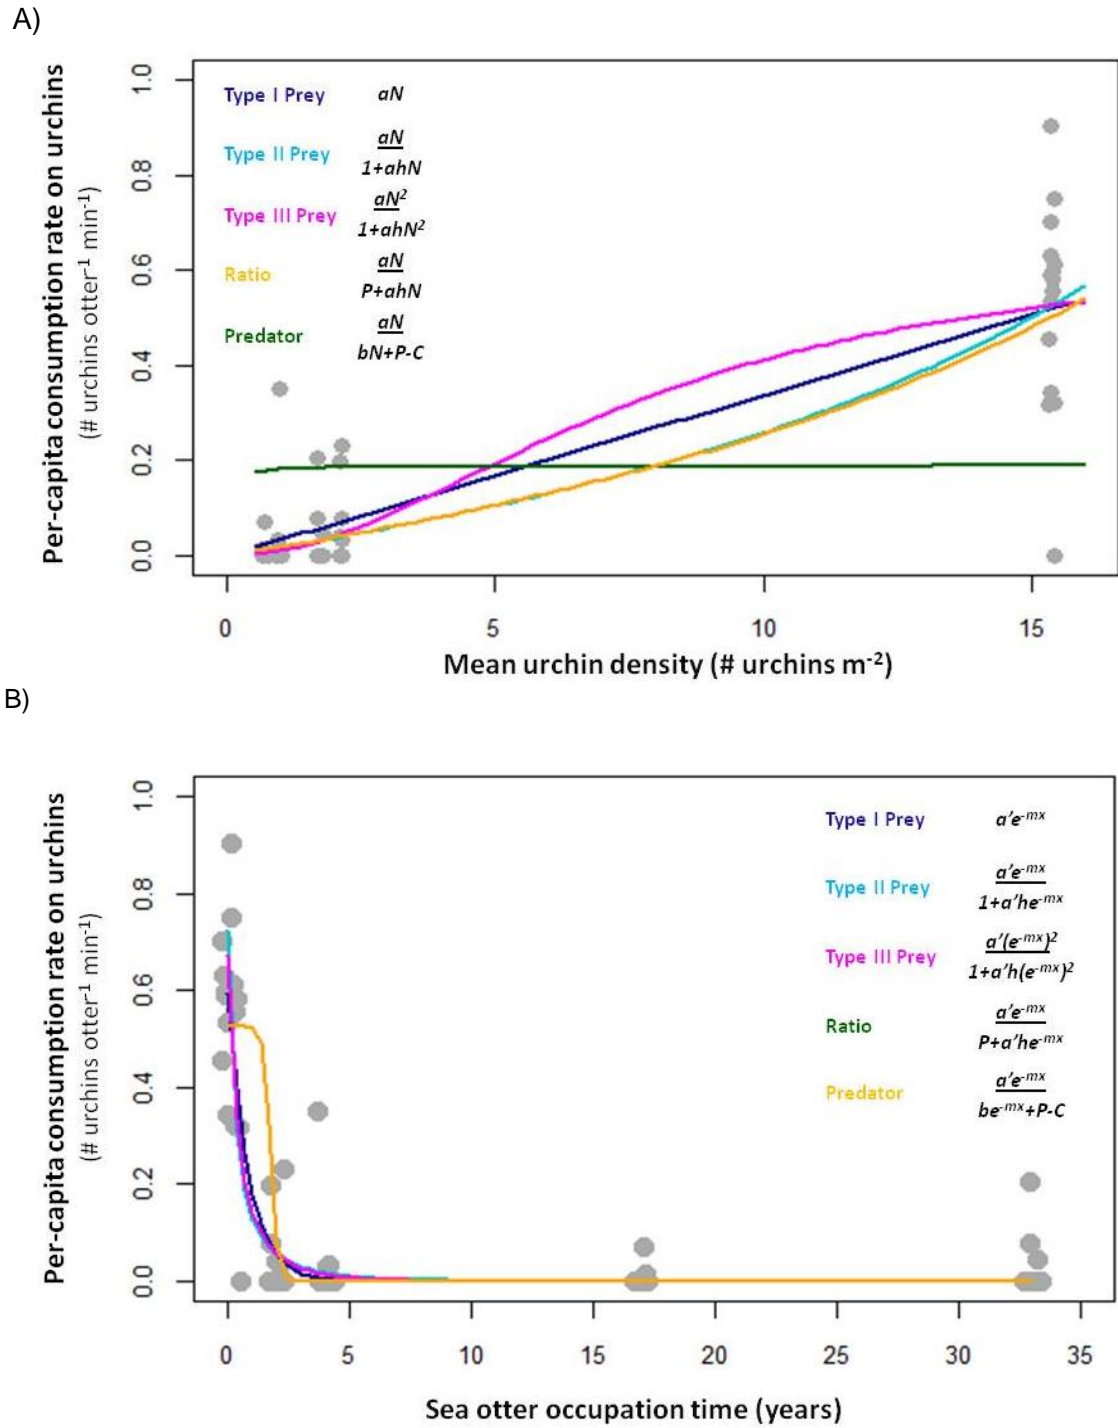 A)
Per-capita consumption rate on urchins
(# urchins otter⁻¹ min⁻¹)
1.0
0.8
0.6
0.4
0.2
0.0
Type I Prey aN
Type II Prey aN
1+ahN
Type III Prey aN²
1+ahN²
Ratio aN
P+ahN
Predator aN
bN+P-C
0 5 10 15
Mean urchin density (# urchins m⁻²)
B)
Per-capita consumption rate on urchins
(# urchins otter⁻¹ min⁻¹)
1.0
0.8
0.6
0.4
0.2
0.0
Type I Prey a'e⁻ᵐˣ
Type II Prey a'e⁻ᵐˣ
1+a'he⁻ᵐˣ
Type III Prey a'(e⁻ᵐˣ)²
1+a'h(e⁻ᵐˣ)²
Ratio a'e⁻ᵐˣ
P+a'he⁻ᵐˣ
Predator a'e⁻ᵐˣ
be⁻ᵐˣ+P-C
0 5 10 15 20 25 30 35
Sea otter occupation time (years)